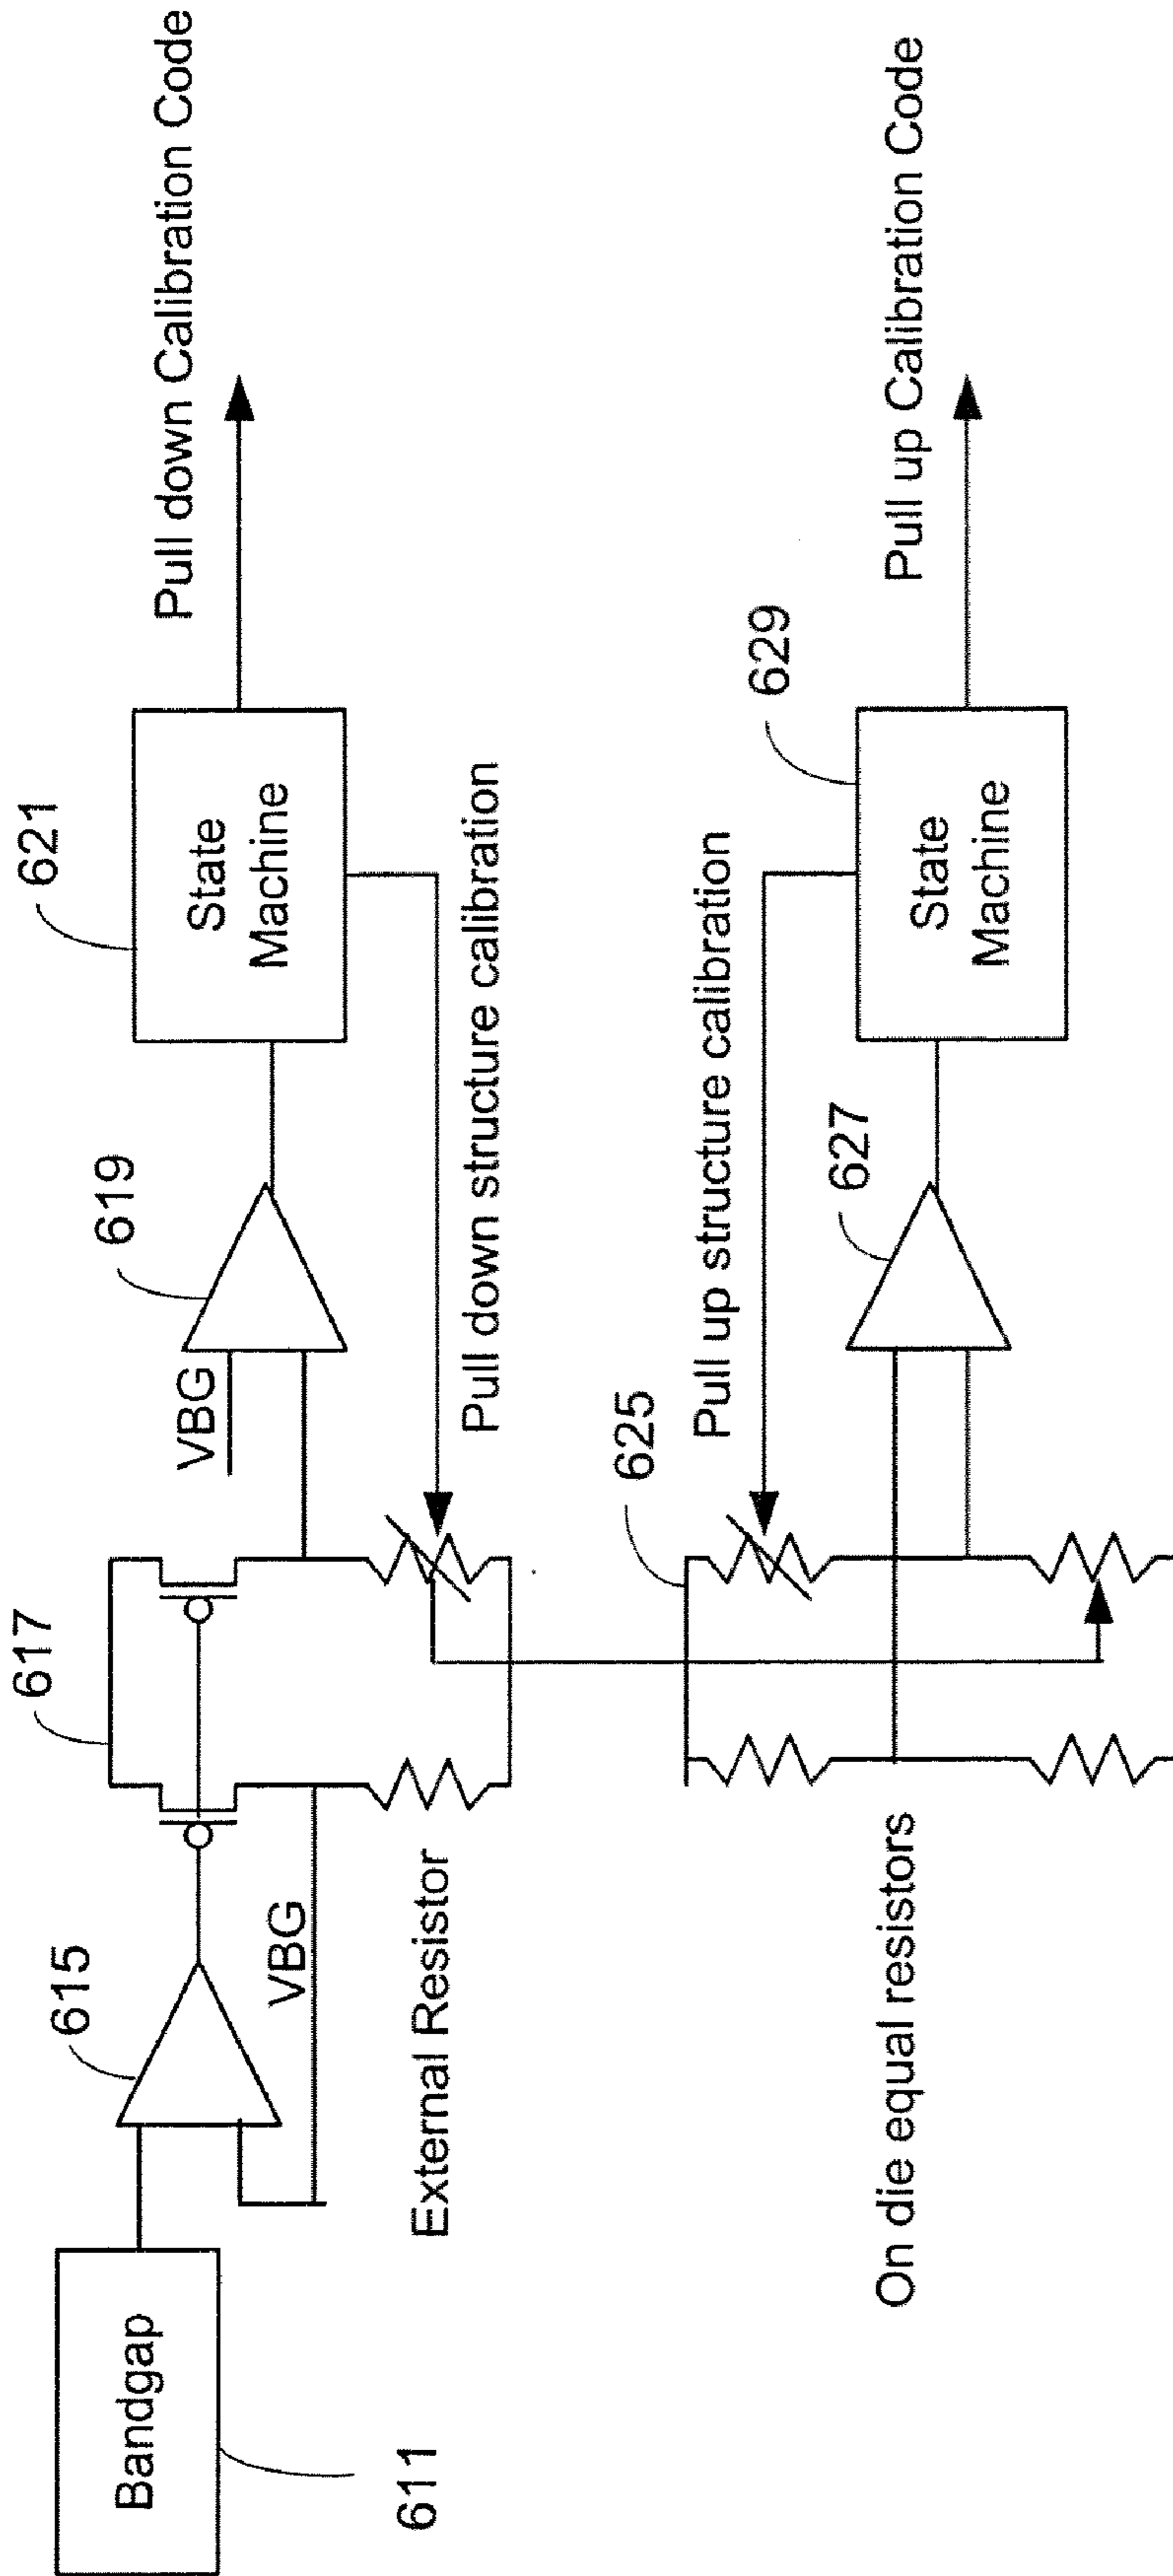 Bandgap
611
615
VBG
External Resistor
617
VBG
619
State
Machine
621
Pull down Calibration Code
Pull down structure calibration
On die equal resistors
625
Pull up structure calibration
627
State
Machine
629
Pull up Calibration Code